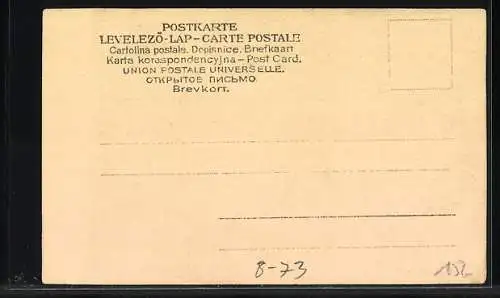 POSTKARTE
LEVELEZŐ-LAP-CARTE POSTALE
Cartolina postale. Dopisnice. Briefkaart
Karta korespondencyjna – Post Card.
UNION POSTALE UNIVERSELLE.
ОТКРЫТОЕ ПИСЬМО.
Brevkort.
8-73